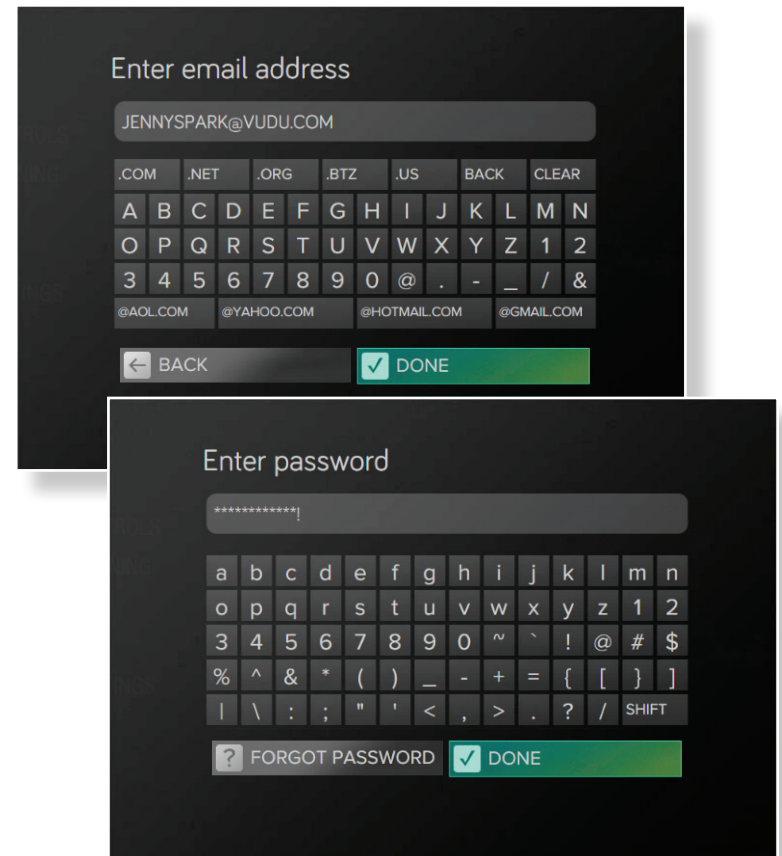 Enter email address
JENNYSPARK@VUDU.COM
.COM .NET .ORG .BTZ .US BACK CLEAR
A B C D E F G H I J K L M N
O P Q R S T U V W X Y Z 1 2
3 4 5 6 7 8 9 0 @ . - _ / &
@AOL.COM @YAHOO.COM @HOTMAIL.COM @GMAIL.COM
← BACK ✓ DONE
Enter password
************!
a b c d e f g h i j k l m n
o p q r s t u v w x y z 1 2
3 4 5 6 7 8 9 0 ~ ` ! @ # $
% ^ & * ( ) _ - + = { [ } ]
| \ : ; " ' < , > . ? / SHIFT
? FORGOT PASSWORD ✓ DONE